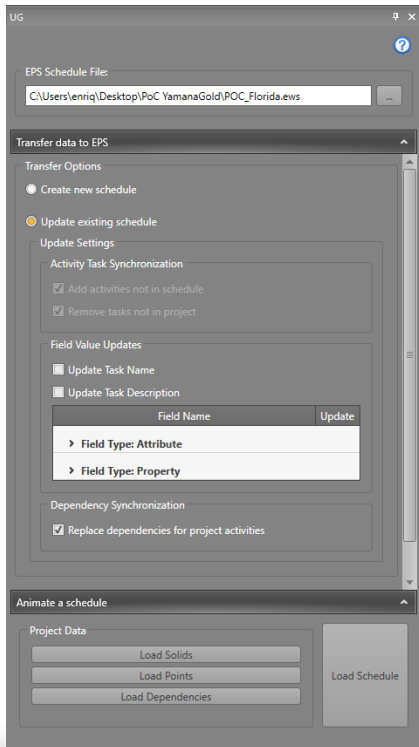 UG
EPS Schedule File:
C:\Users\enriq\Desktop\PoC YamanaGold\POC_Florida.ews
...
Transfer data to EPS
Transfer Options
Create new schedule
Update existing schedule
Update Settings
Activity Task Synchronization
Add activities not in schedule
Remove tasks not in project
Field Value Updates
Update Task Name
Update Task Description
Field Name Update
Field Type: Attribute
Field Type: Property
Dependency Synchronization
Replace dependencies for project activities
Animate a schedule
Project Data
Load Solids
Load Points
Load Dependencies
Load Schedule